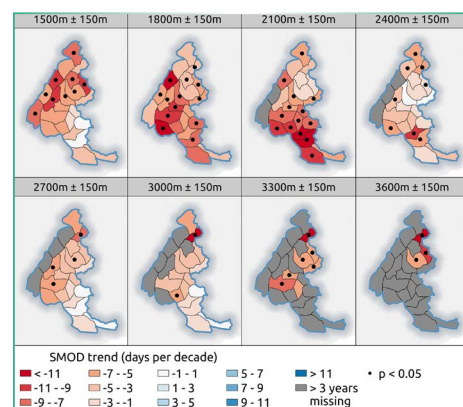 1500m ± 150m 1800m ± 150m 2100m ± 150m 2400m ± 150m
2700m ± 150m 3000m ± 150m 3300m ± 150m 3600m ± 150m
SMOD trend (days per decade)
< -11 -7 - -5 -1 - 1 5 - 7 > 11 • p < 0.05
-11 - -9 -5 - -3 1 - 3 7 - 9 > 3 years
-9 - -7 -3 - -1 3 - 5 9 - 11 missing